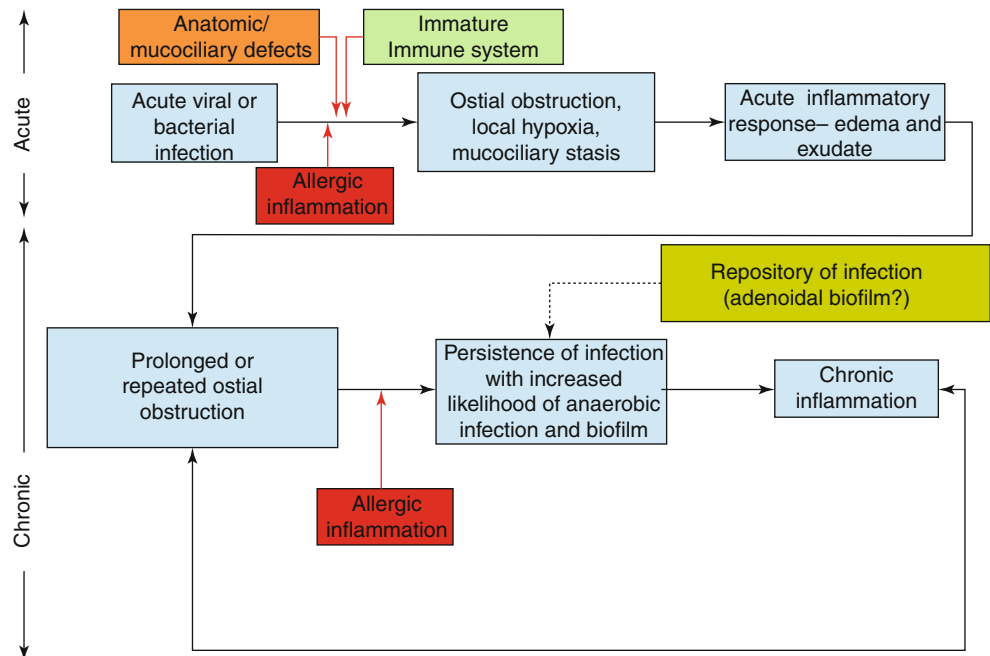 Anatomic/
mucociliary defects
Immature
Immune system
Acute
Acute viral or
bacterial
infection
Ostial obstruction,
local hypoxia,
mucociliary stasis
Acute inflammatory
response– edema and
exudate
Allergic
inflammation
Repository of infection
(adenoidal biofilm?)
Chronic
Prolonged or
repeated ostial
obstruction
Persistence of infection
with increased
likelihood of anaerobic
infection and biofilm
Chronic
inflammation
Allergic
inflammation